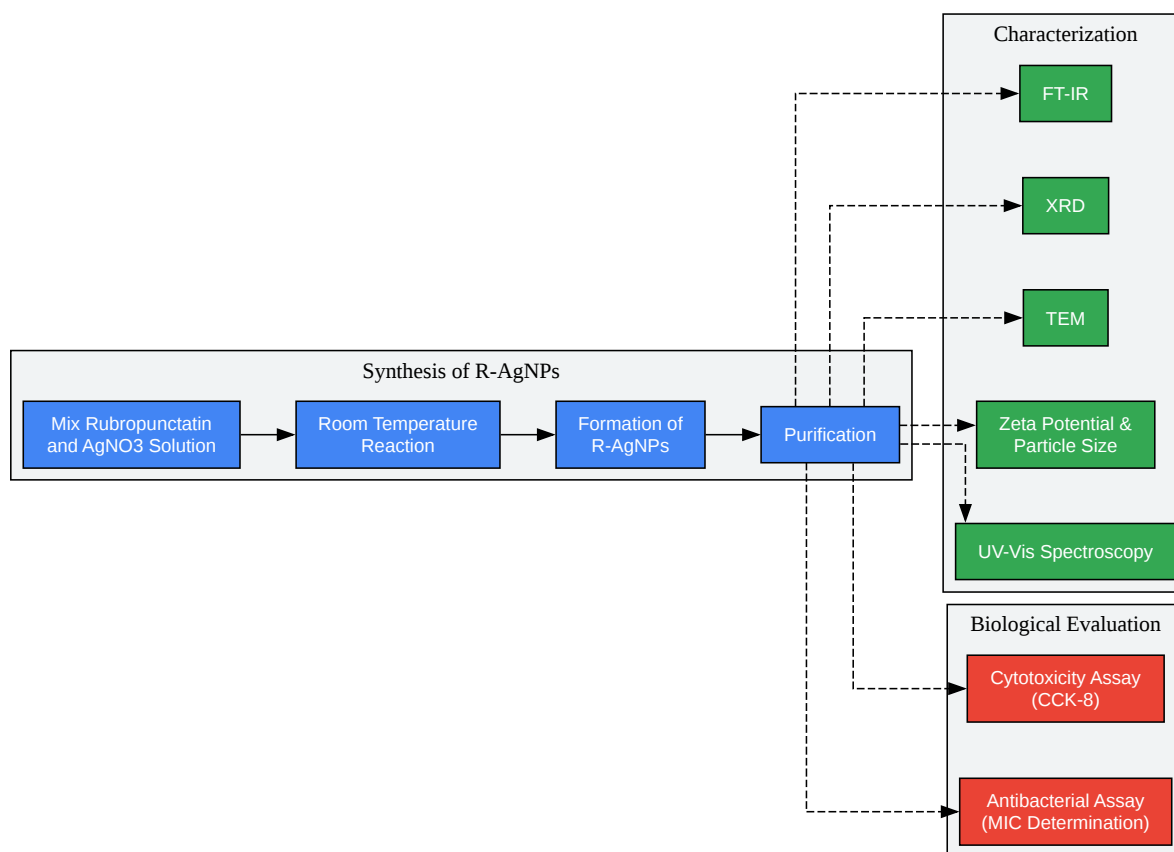 Characterization
FT-IR
XRD
TEM
Synthesis of R-AgNPs
Mix Rubropunctatin
and AgNO3 Solution
Room Temperature
Reaction
Formation of
R-AgNPs
Purification
Zeta Potential &
Particle Size
UV-Vis Spectroscopy
Biological Evaluation
Cytotoxicity Assay
(CCK-8)
Antibacterial Assay
(MIC Determination)